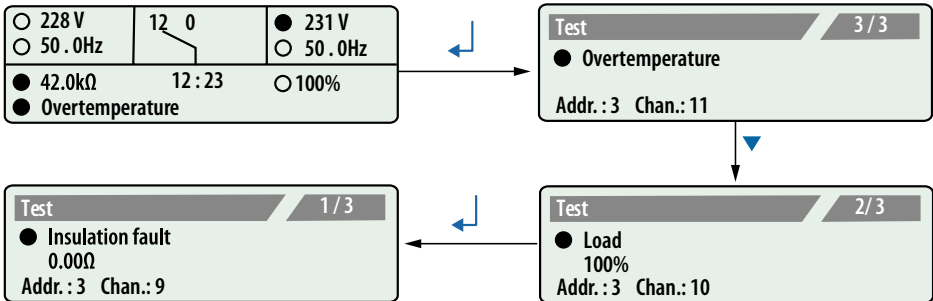 228 V
50 . 0Hz
12 0
231 V
50 . 0Hz
42.0kΩ
12 : 23
100%
Overtemperature
Test 3 / 3
Overtemperature
Addr. : 3 Chan.: 11
Test 1 / 3
Insulation fault
0.00Ω
Addr. : 3 Chan.: 9
Test 2/ 3
Load
100%
Addr. : 3 Chan.: 10